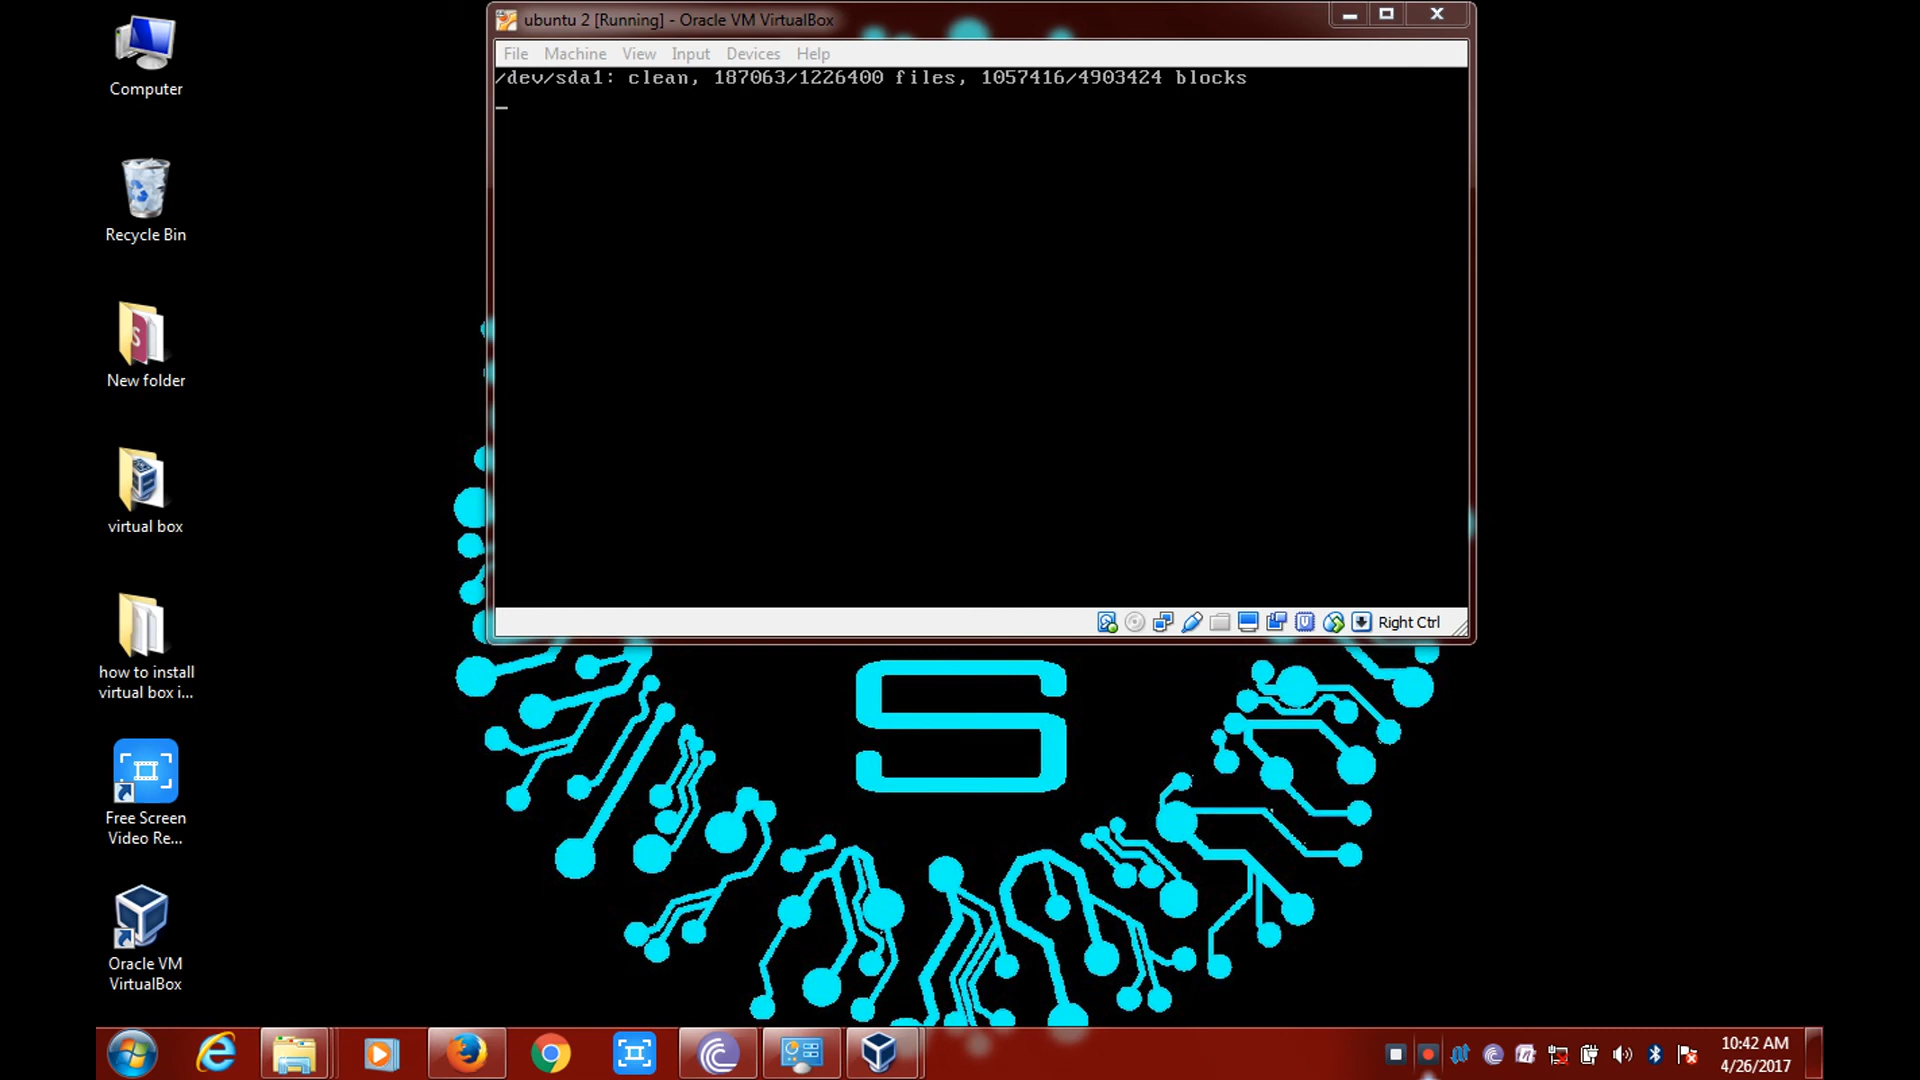 ubuntu 2 [Running] - Oracle VM VirtualBox
File Machine View Input Devices Help
/dev/sda1: clean, 187063/1226400 files, 1057416/4903424 blocks
_
Computer
Recycle Bin
New folder
virtual box
how to install
virtual box i...
Free Screen
Video Re...
Oracle VM
VirtualBox
Right Ctrl
S
10:42 AM
4/26/2017